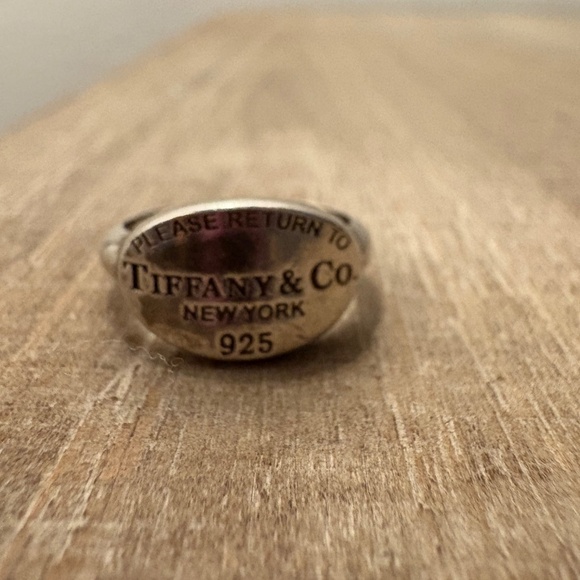 PLEASE RETURN TO
TIFFANY & CO.
NEW YORK
925